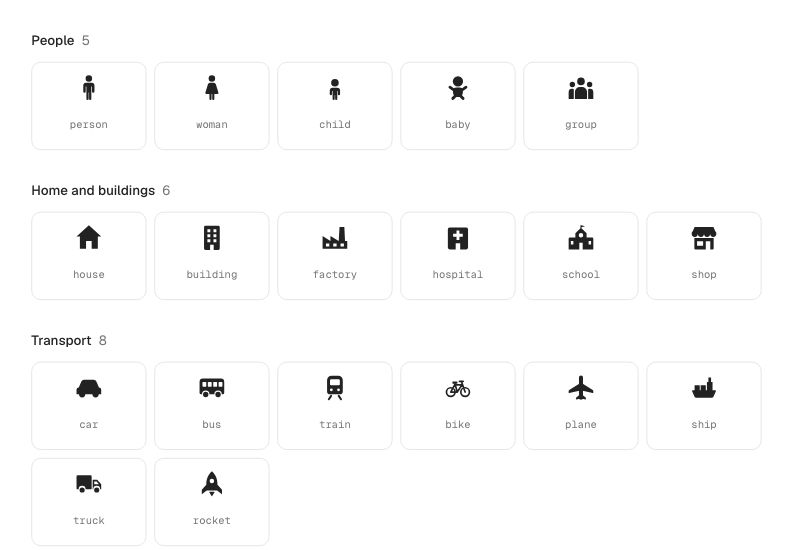 People 5
person woman child baby group
Home and buildings 6
house building factory hospital school shop
Transport 8
car bus train bike plane ship
truck rocket